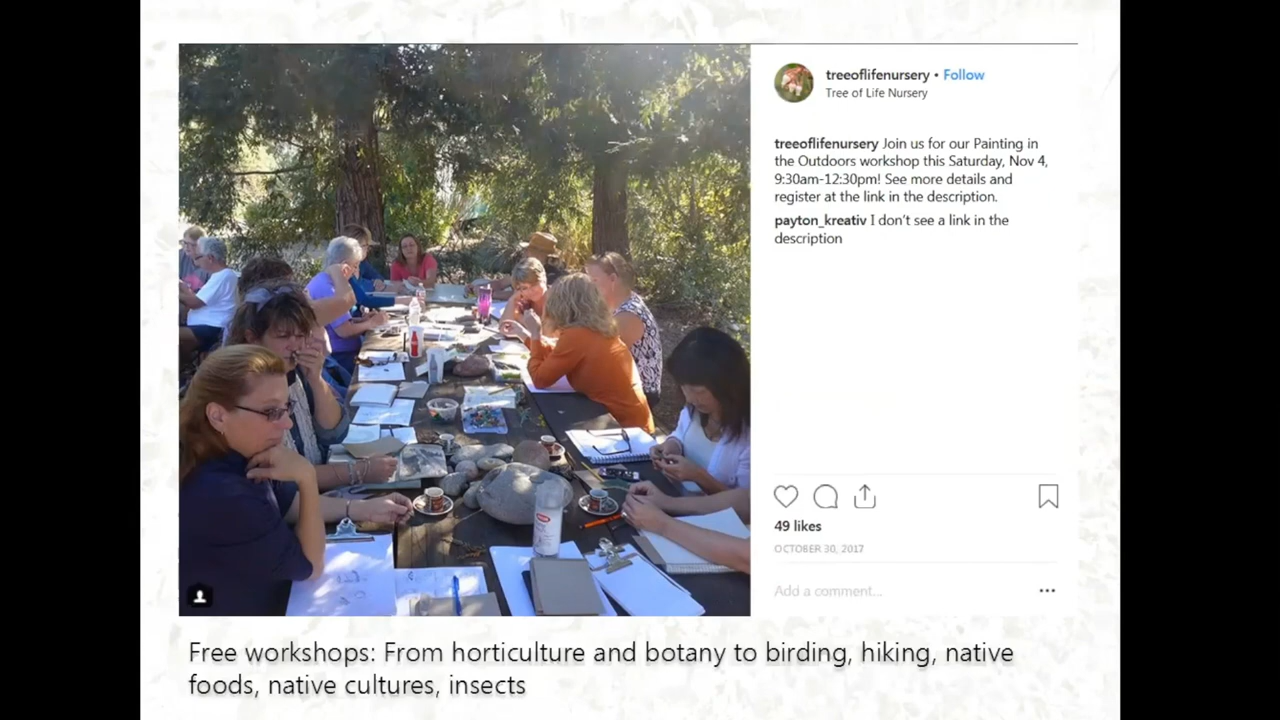 treeoflifenursery • Follow
Tree of Life Nursery
treeoflifenursery Join us for our Painting in
the Outdoors workshop this Saturday, Nov 4,
9:30am-12:30pm! See more details and
register at the link in the description.
payton_kreativ I don't see a link in the
description
49 likes
OCTOBER 30, 2017
Add a comment...
Free workshops: From horticulture and botany to birding, hiking, native
foods, native cultures, insects